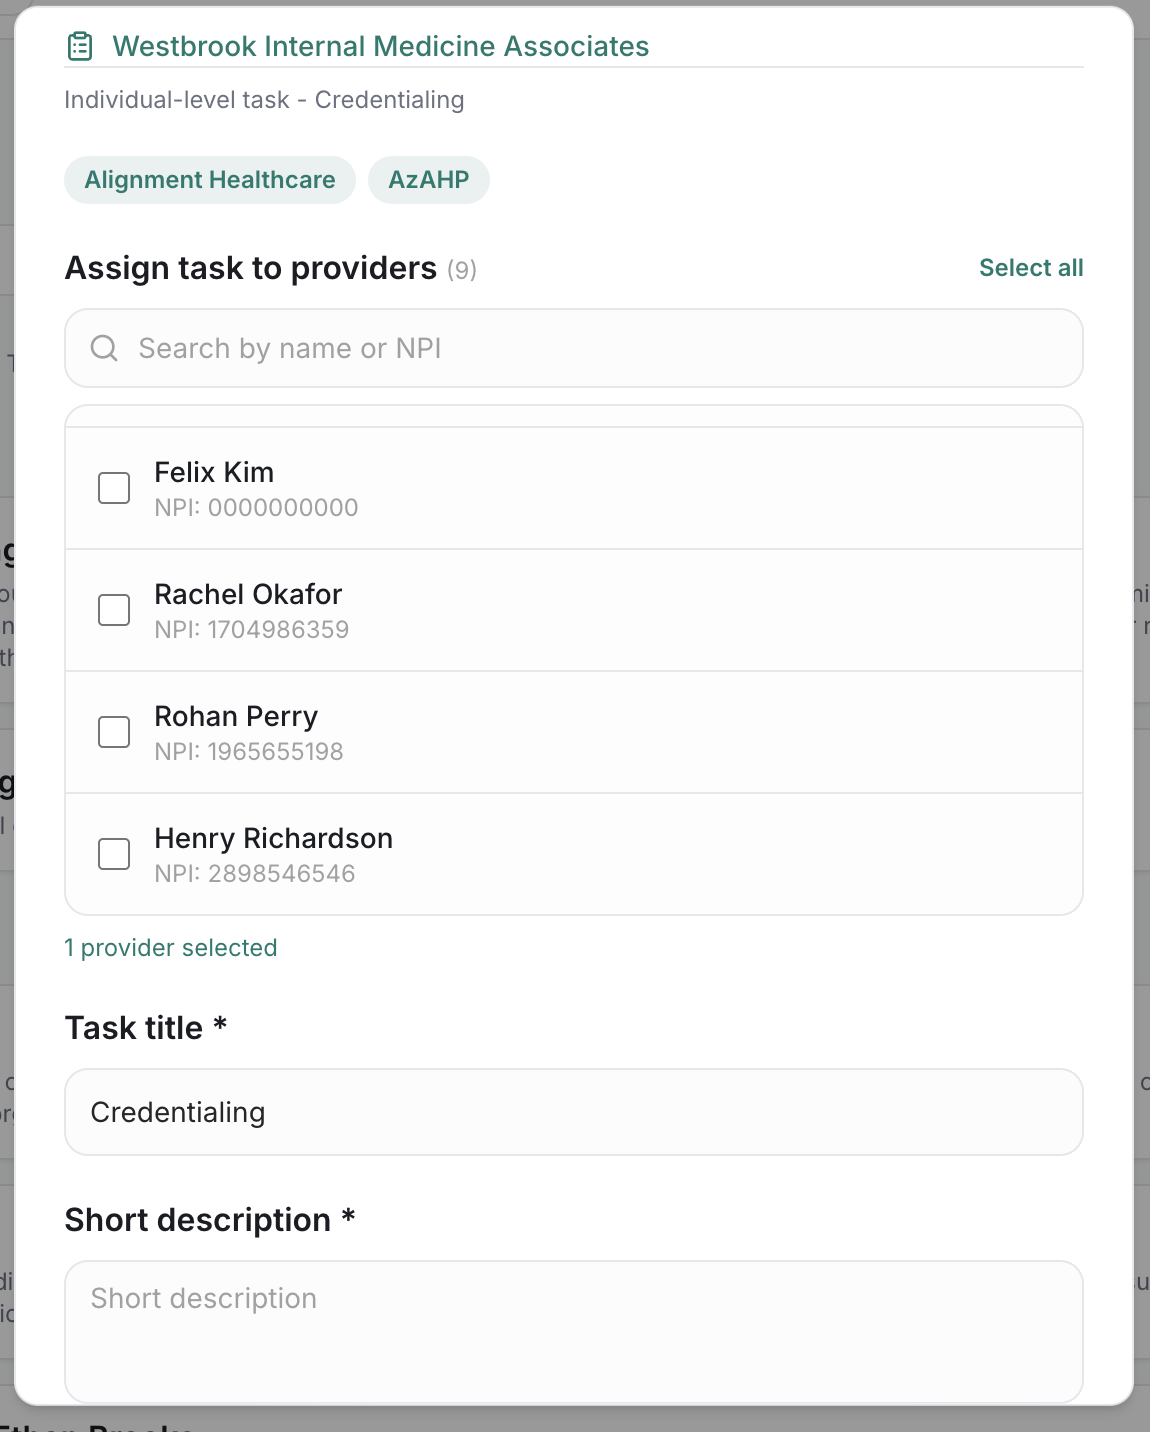 Westbrook Internal Medicine Associates
Individual-level task - Credentialing
Alignment Healthcare AzAHP
Assign task to providers (9) Select all
Search by name or NPI
Felix Kim
NPI: 0000000000
Rachel Okafor
NPI: 1704986359
Rohan Perry
NPI: 1965655198
Henry Richardson
NPI: 2898546546
1 provider selected
Task title *
Credentialing
Short description *
Short description